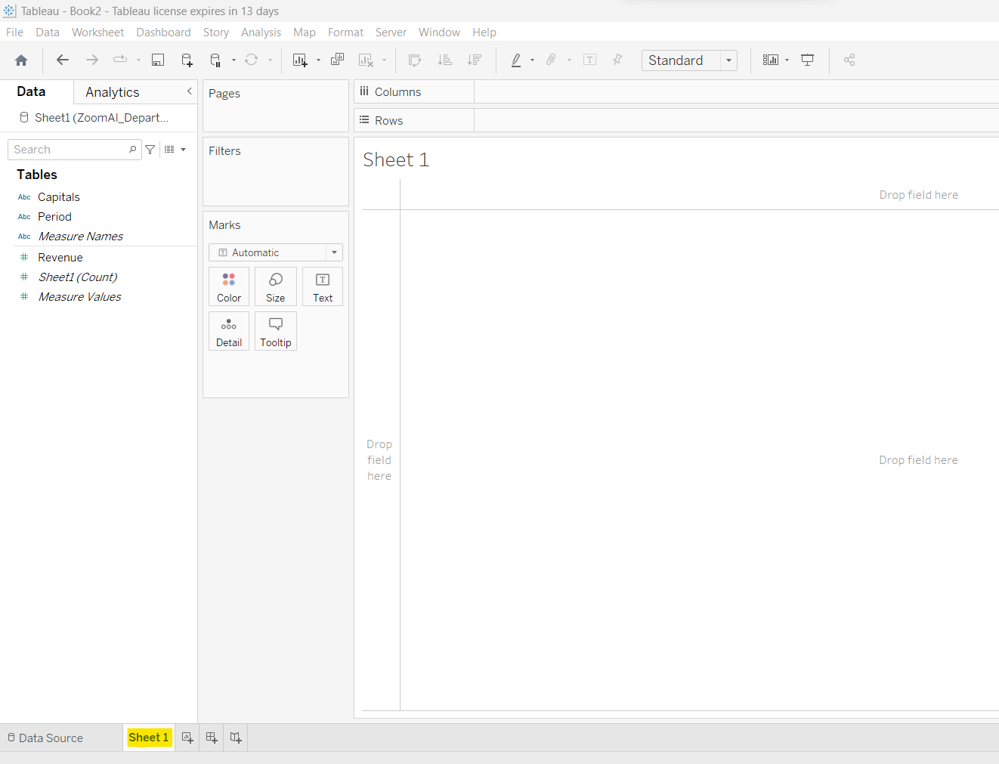 Tableau - Book2 - Tableau license expires in 13 days
File Data Worksheet Dashboard Story Analysis Map Format Server Window Help
Standard
Data Analytics
Sheet1 (ZoomAI_Depart...
Search
Tables
Abc Capitals
Abc Period
Abc Measure Names
# Revenue
# Sheet1 (Count)
# Measure Values
Pages
Filters
Marks
T Automatic
Color Size Text
Detail Tooltip
Columns
Rows
Sheet 1
Drop field here
Drop
field
here
Drop field here
Data Source Sheet 1